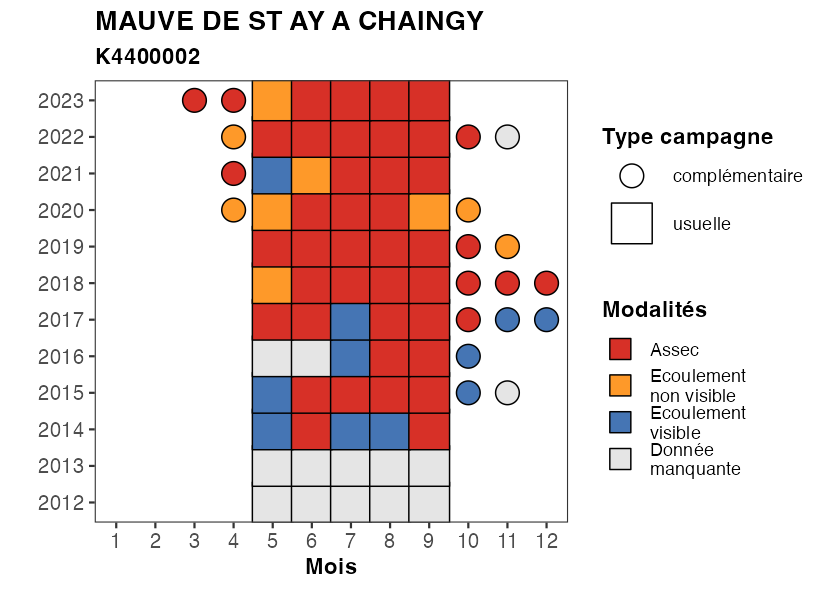 MAUVE DE ST AY A CHAINGY
K4400002
2023
2022
2021
2020
2019
2018
2017
2016
2015
2014
2013
2012
1 2 3 4 5 6 7 8 9 10 11 12
Mois
Type campagne
complémentaire
usuelle
Modalités
Assec
Ecoulement
non visible
Ecoulement
visible
Donnée
manquante